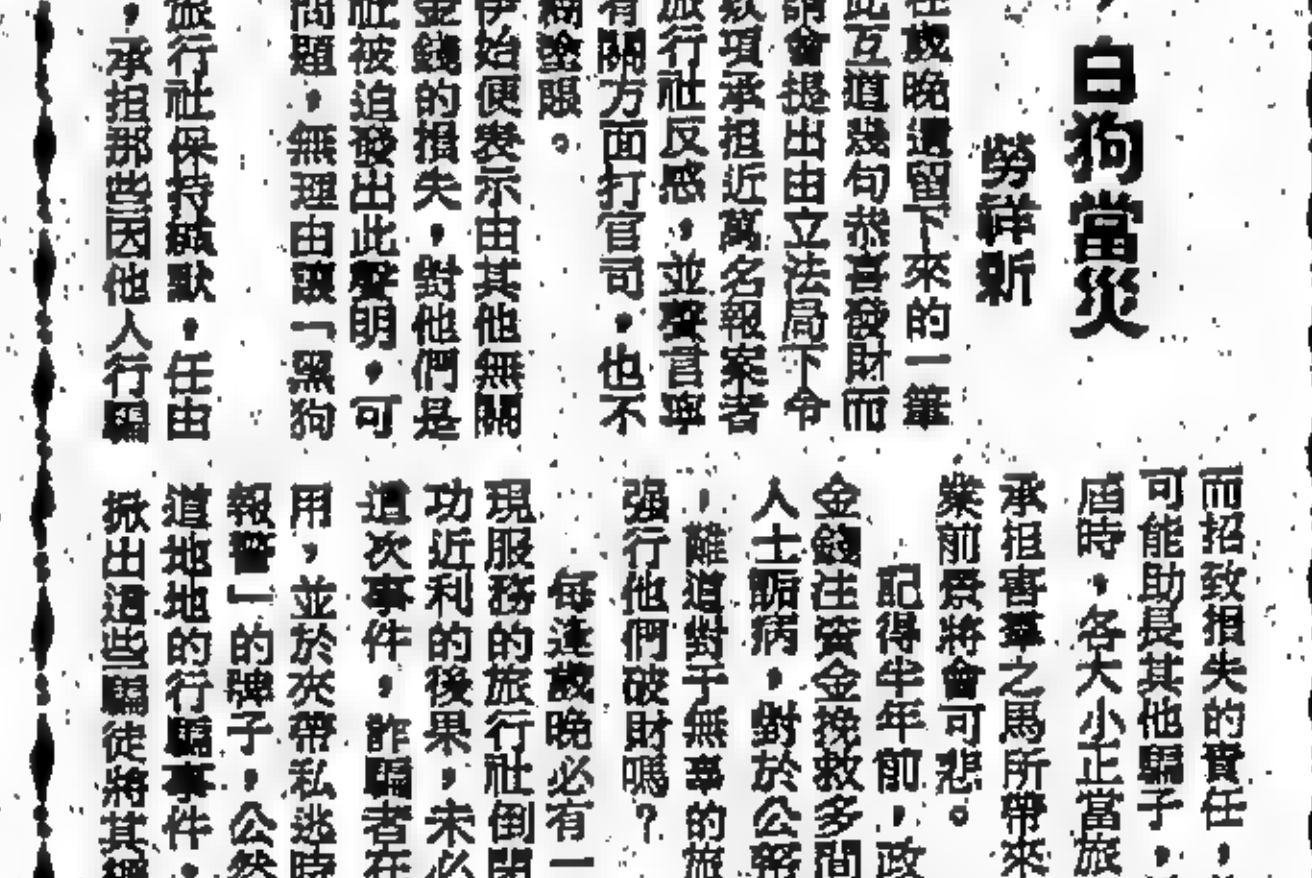 ，白狗當災
勞祥新
在歲晚遺留下來的一筆
此互道幾句恭喜發財而
謂會提出由立法局下令
欵項承担近萬名報案者
旅行社反感，並聲言寧
有關方面打官司，也不
糊塗賬。
伊始便表示由其他無關
金錢的損失，對他們是
社被迫發出此聲明，可
問題，無理由讓「黑狗
旅行社保持緘默，任由
，承担那些因他人行騙
而招致損失的責任，
可能助長其他騙子，
屆時，各大小正當旅
承担害羣之馬所帶來
業前景將會可悲。
記得半年前，政
金錢注資金挽救多間
人士詬病，對於公帑
，難道對于無辜的旅
强行他們破財嗎？
每逢歲晚必有一
現服務的旅行社倒閉
功近利的後果，未必
這次事件，詐騙者在
用，並於夾帶私逃時
報警」的牌子，公然
道地地的行騙事件。
掀出這些騙徒將其繩